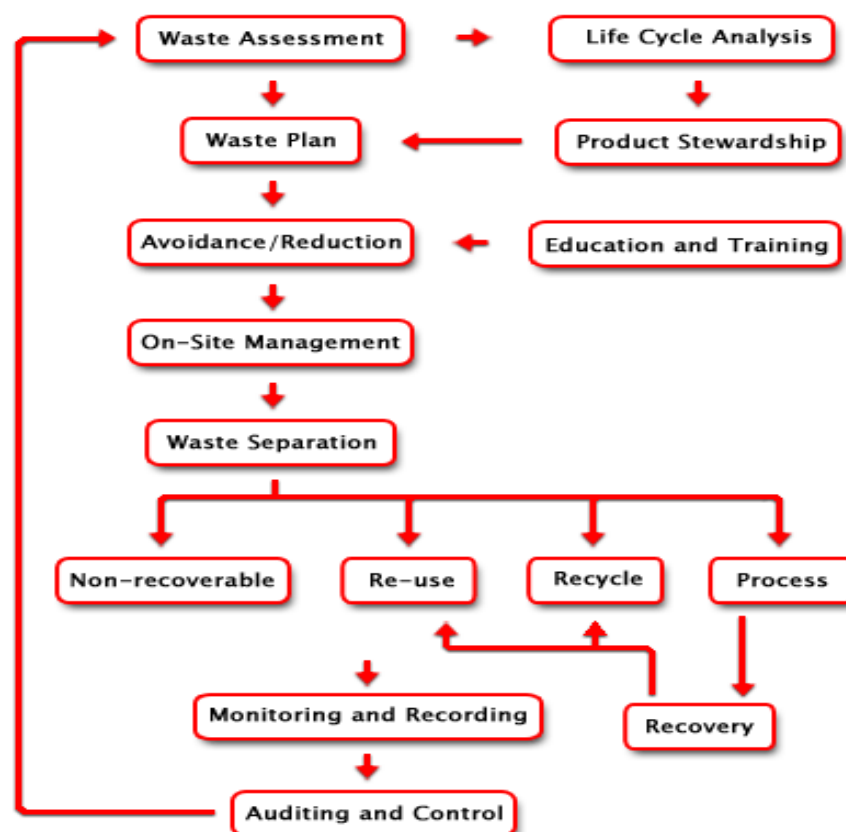 Waste Assessment
Life Cycle Analysis
Waste Plan
Product Stewardship
Avoidance/Reduction
Education and Training
On-Site Management
Waste Separation
Non-recoverable
Re-use
Recycle
Process
Monitoring and Recording
Recovery
Auditing and Control